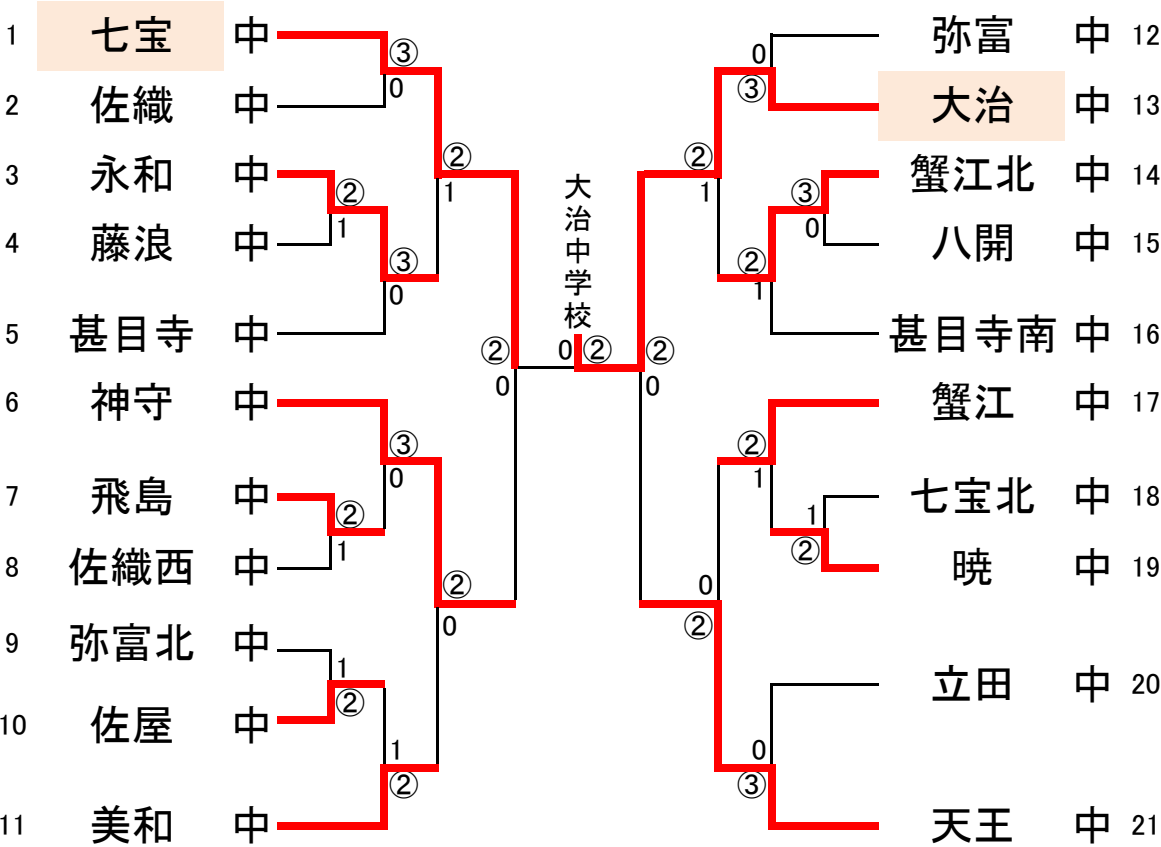 1 七宝 中
2 佐織 中
3 永和 中
4 藤浪 中
5 甚目寺 中
6 神守 中
7 飛島 中
8 佐織西 中
9 弥富北 中
10 佐屋 中
11 美和 中
③
0
②
1
③
0
②
1
③
0
②
1
1
②
1
②
②
0
②
0
大治中学校
0 ②
②
0
②
1
0
②
0
③
③
0
②
1
②
1
1
②
0
③
弥富 中 12
大治 中 13
蟹江北 中 14
八開 中 15
甚目寺南 中 16
蟹江 中 17
七宝北 中 18
暁 中 19
立田 中 20
天王 中 21